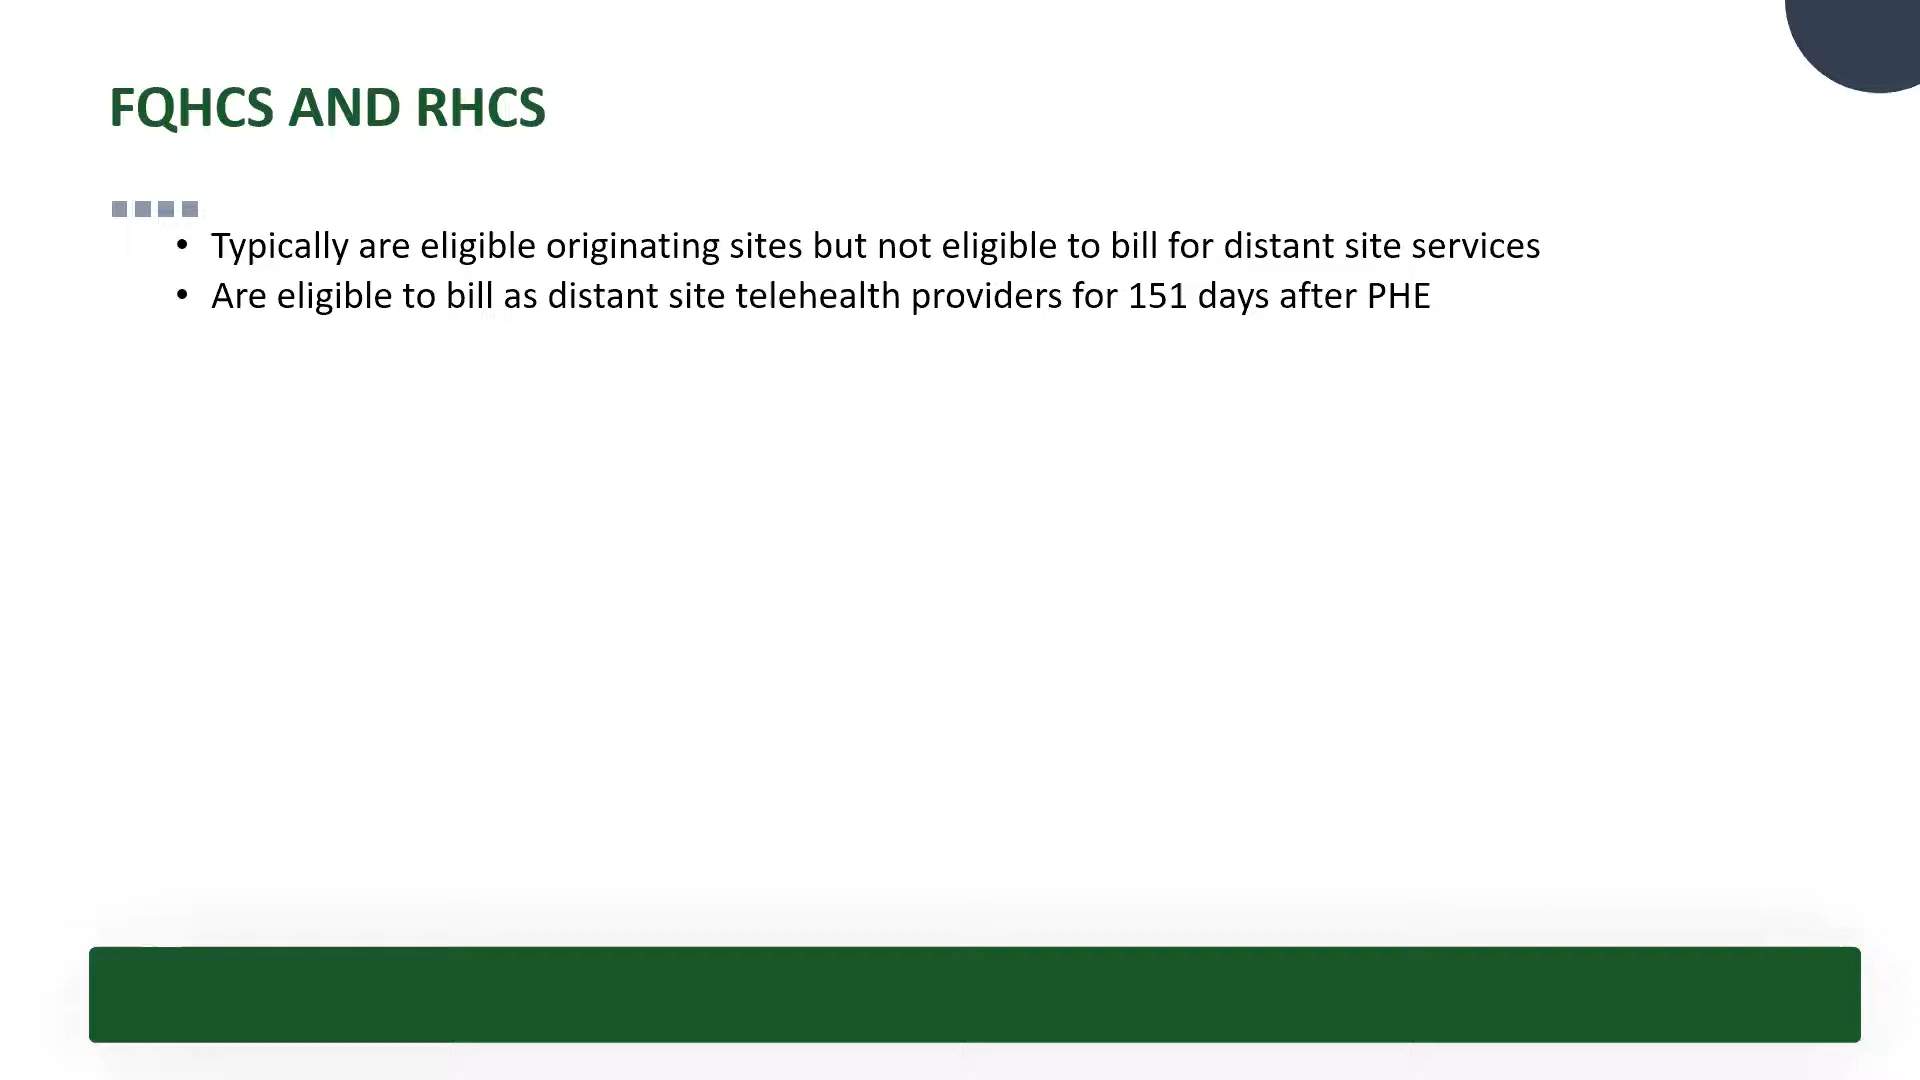 FQHCS AND RHCS
• Typically are eligible originating sites but not eligible to bill for distant site services
• Are eligible to bill as distant site telehealth providers for 151 days after PHE